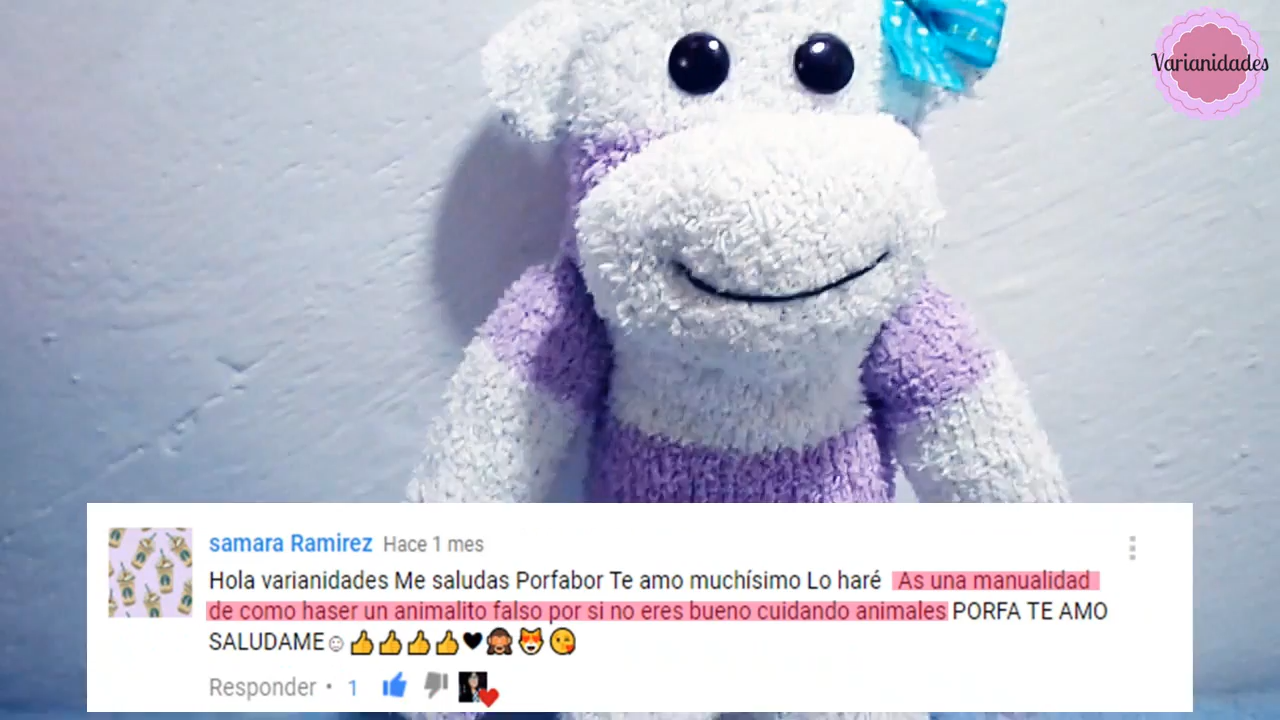 Varianidades
samara Ramirez Hace 1 mes
Hola varianidades Me saludas Porfabor Te amo muchísimo Lo haré As una manualidad
de como haser un animalito falso por si no eres bueno cuidando animales PORFA TE AMO
SALUDAME☺👍👍👍👍🖤🙈😻😘
Responder • 1